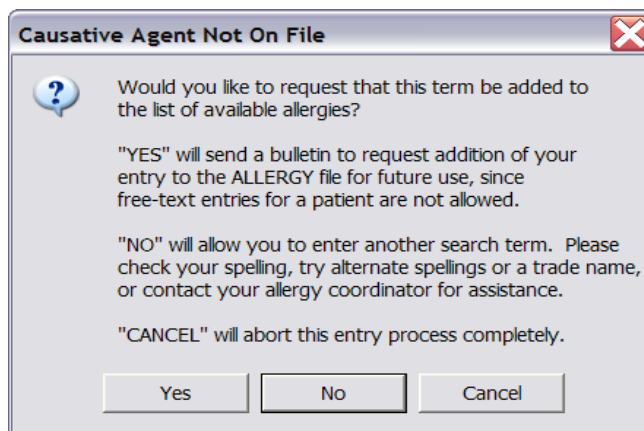 Causative Agent Not On File
Would you like to request that this term be added to
the list of available allergies?
"YES" will send a bulletin to request addition of your
entry to the ALLERGY file for future use, since
free-text entries for a patient are not allowed.
"NO" will allow you to enter another search term.  Please
check your spelling, try alternate spellings or a trade name,
or contact your allergy coordinator for assistance.
"CANCEL" will abort this entry process completely.
Yes
No
Cancel